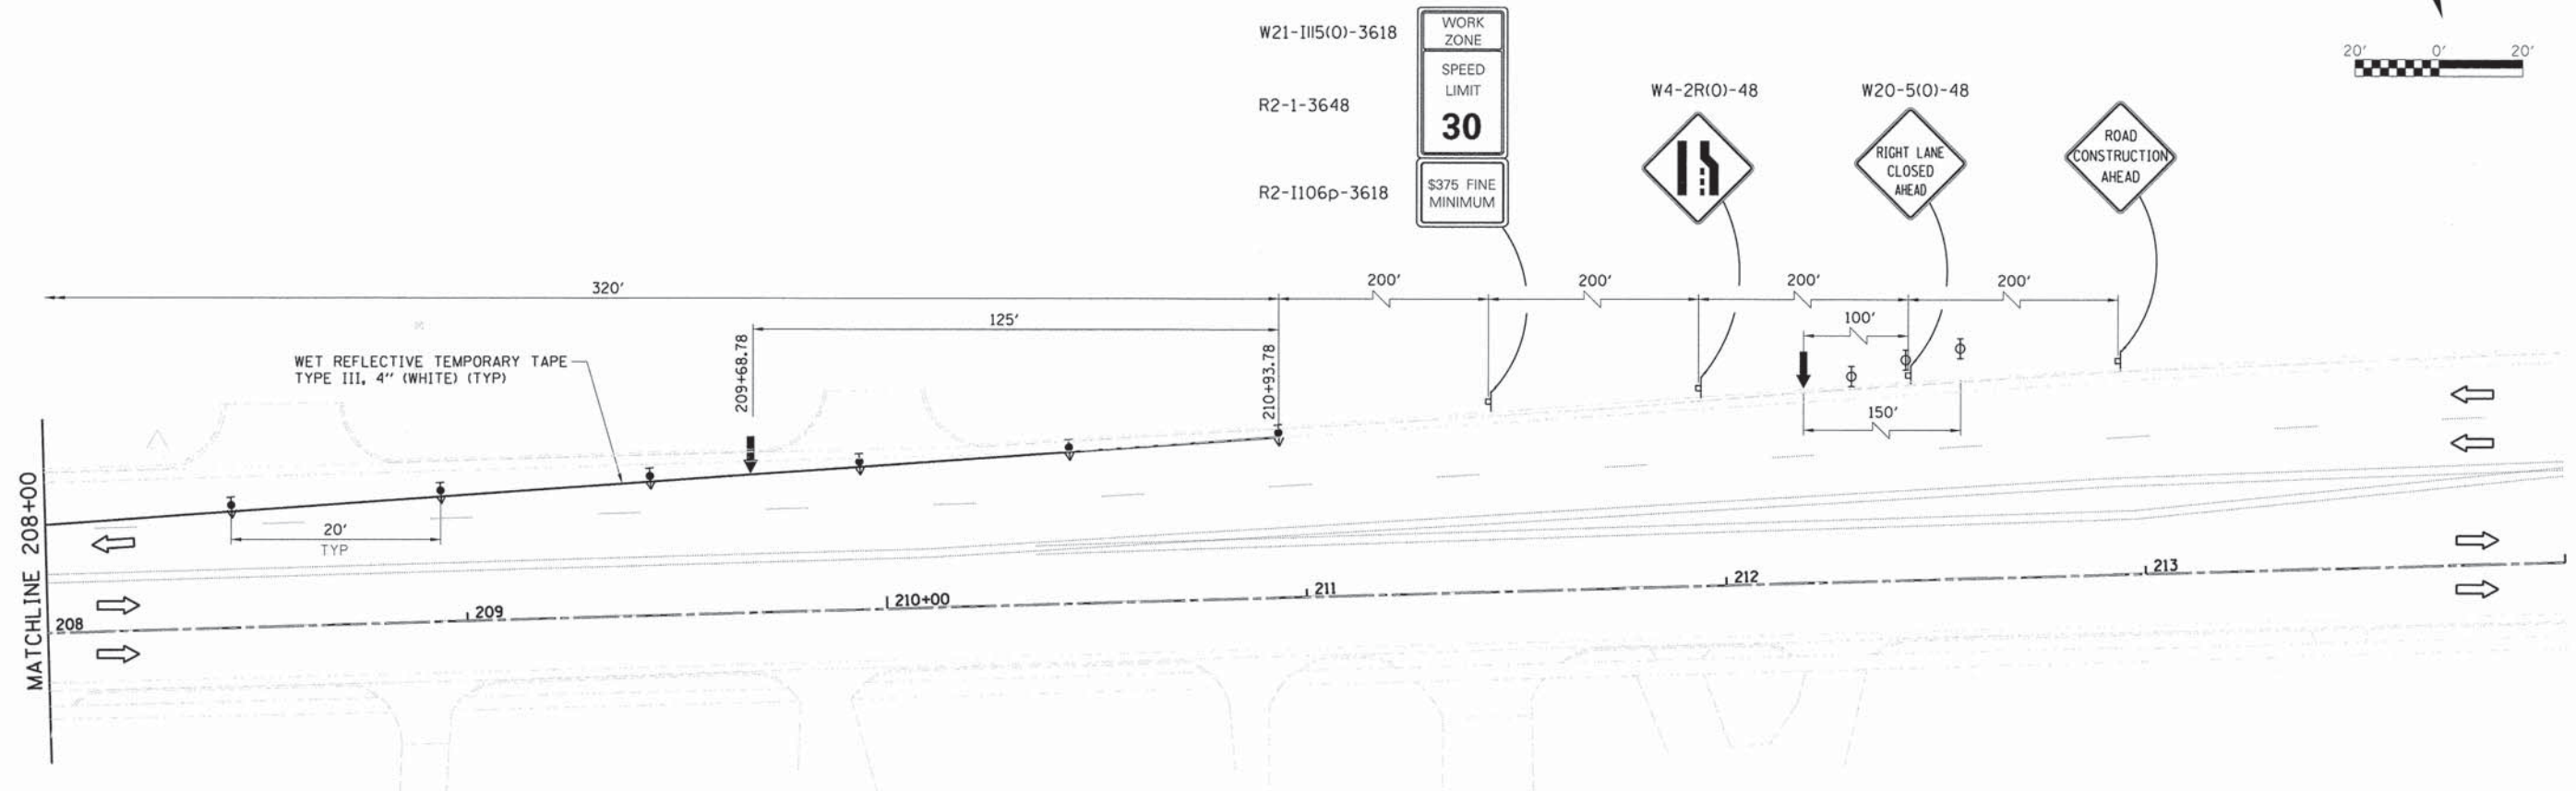 W21-I115(O)-3618
WORK
ZONE
SPEED
LIMIT
30
R2-1-3648
R2-I106p-3618
$375 FINE
MINIMUM
W4-2R(O)-48
W20-5(O)-48
RIGHT LANE
CLOSED
AHEAD
ROAD
CONSTRUCTION
AHEAD
20'
0'
20'
320'
200'
200'
200'
200'
125'
100'
150'
WET REFLECTIVE TEMPORARY TAPE
TYPE III, 4" (WHITE) (TYP)
209+68.78
210+93.78
20'
TYP
MATCHLINE 208+00
208
209
210+00
211
212
213